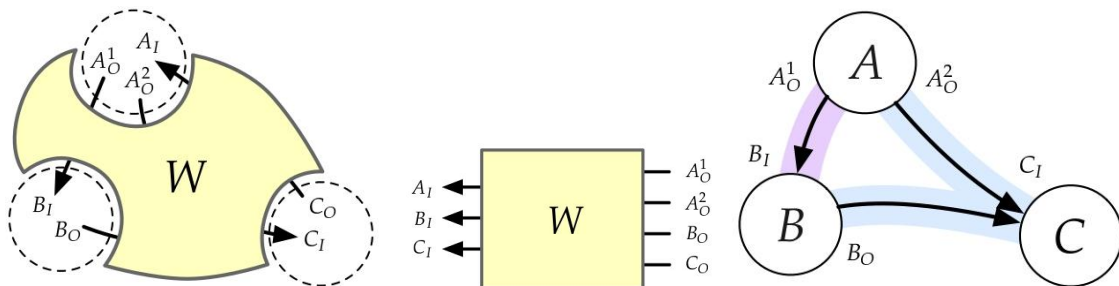 A_I
A_O^1
A_O^2
W
B_I
B_O
C_O
C_I
A_I
B_I
C_I
W
A_O^1
A_O^2
B_O
C_O
A
A_O^1
A_O^2
B_I
C_I
B
B_O
C